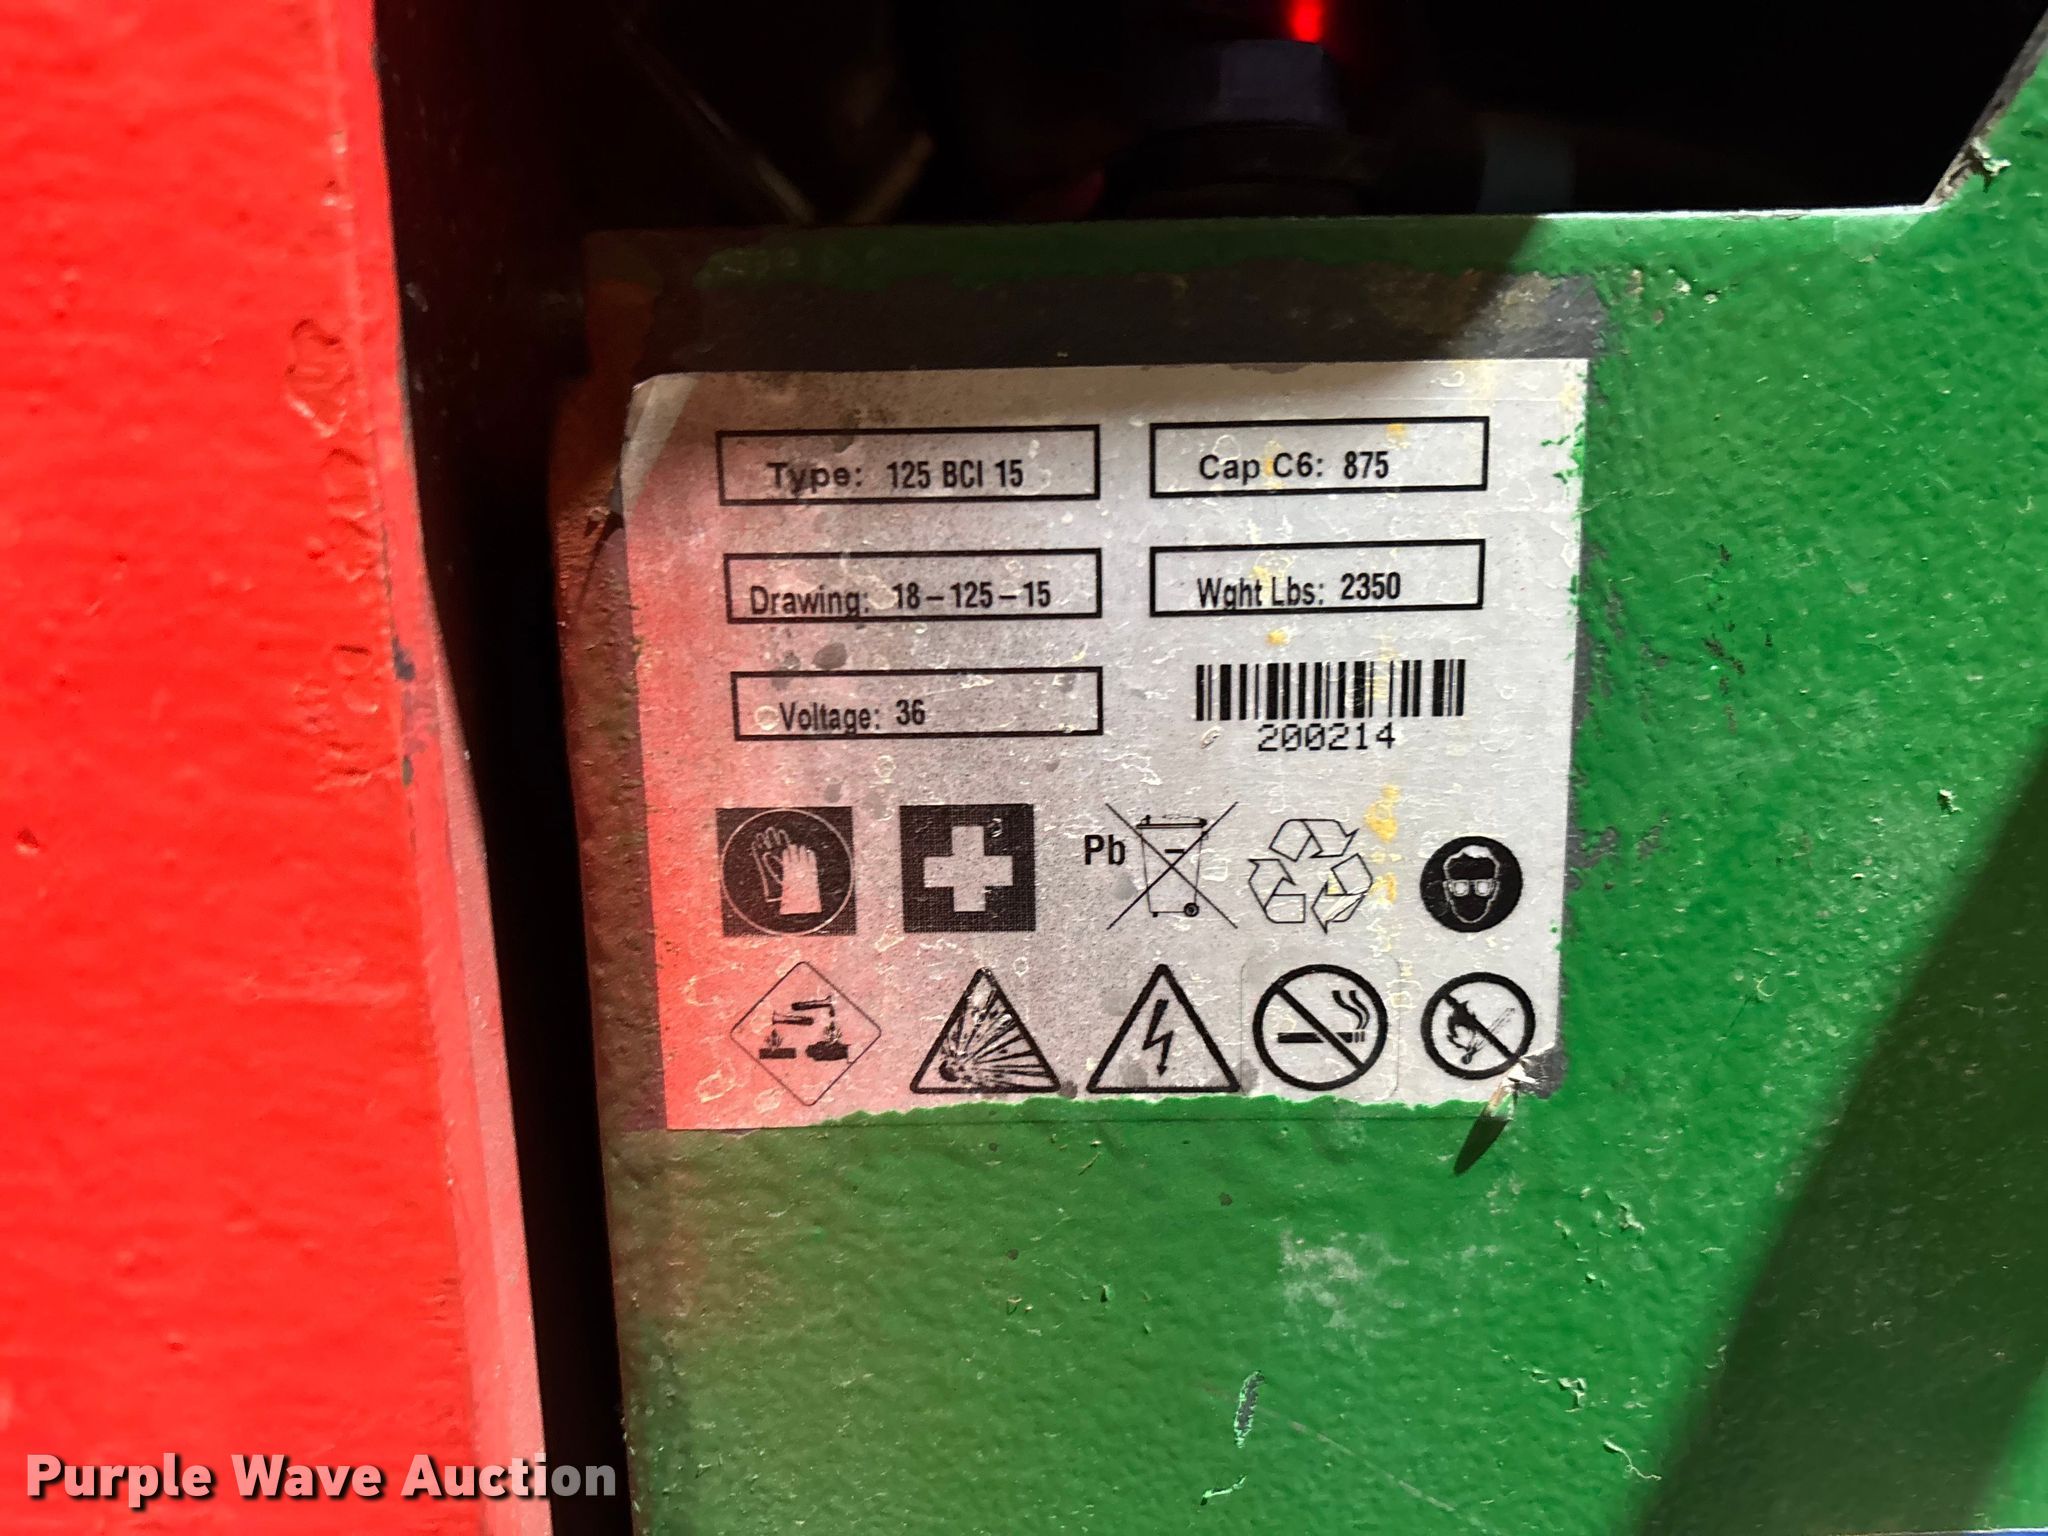 Type: 125 BCI 15
Cap C6: 875
Drawing: 18-125-15
Wght Lbs: 2350
Voltage: 36
200214
Pb
Purple Wave Auction